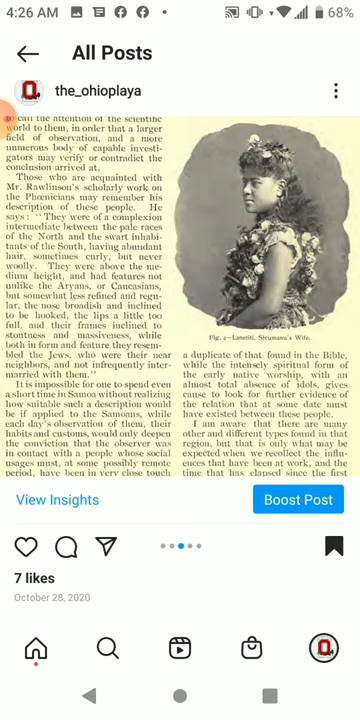 4:26 AM
68%
All Posts
the_ohioplaya
to call the attention of the scientific
world to them, in order that a larger
field of observation, and a more
numerous body of capable investi-
gators may verify or contradict the
conclusion arrived at.
Those who are acquainted with
Mr. Rawlinson's scholarly work on
the Phœnicians may remember his
description of these people. He
says: "They were of a complexion
intermediate between the pale races
of the North and the swart inhabi-
tants of the South, having abundant
hair, sometimes curly, but never
woolly. They were above the me-
dium height, and had features not
unlike the Aryans, or Caucasians,
but somewhat less refined and regu-
lar, the nose broadish and inclined
to be hooked, the lips a little too
full, and their frames inclined to
stoutness and massiveness, while
both in form and feature they resem-
bled the Jews, who were their near
neighbors, and not infrequently inter-
married with them."
It is impossible for one to spend even
a short time in Samoa without realizing
how suitable such a description would
be if applied to the Samoans, while
each day's observation of them, their
habits and customs, would only deepen
the conviction that the observer was
in contact with a people whose social
usages must, at some possibly remote
period, have been in very close touch
Fig. 4—Lanetiti, Sieumanu's Wife.
a duplicate of that found in the Bible,
while the intensely spiritual form of
the early native worship, with an
almost total absence of idols, gives
cause to look for further evidence of
the relation that at some date must
have existed between these people.
I am aware that there are many
other and different types found in that
region, but that is only what may be
expected when we recollect the influ-
ences that have been at work, and the
time that has elapsed since the first
View Insights
Boost Post
7 likes
October 28, 2020